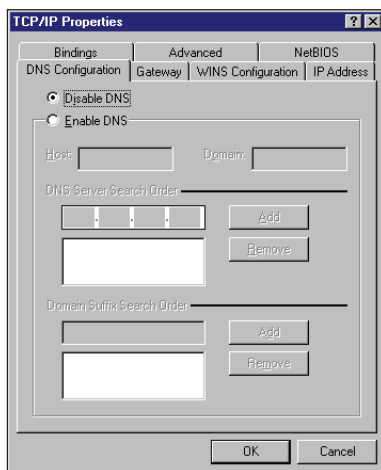 TCP/IP Properties
Bindings Advanced NetBIOS
DNS Configuration Gateway WINS Configuration IP Address
Disable DNS
Enable DNS
Host: Domain:
DNS Server Search Order
. . .
Add
Remove
Domain Suffix Search Order
Add
Remove
OK Cancel